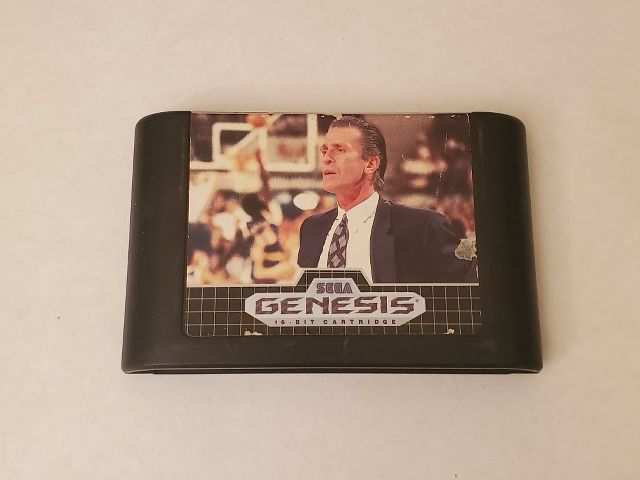 SEGA
GENESIS
16-BIT CARTRIDGE